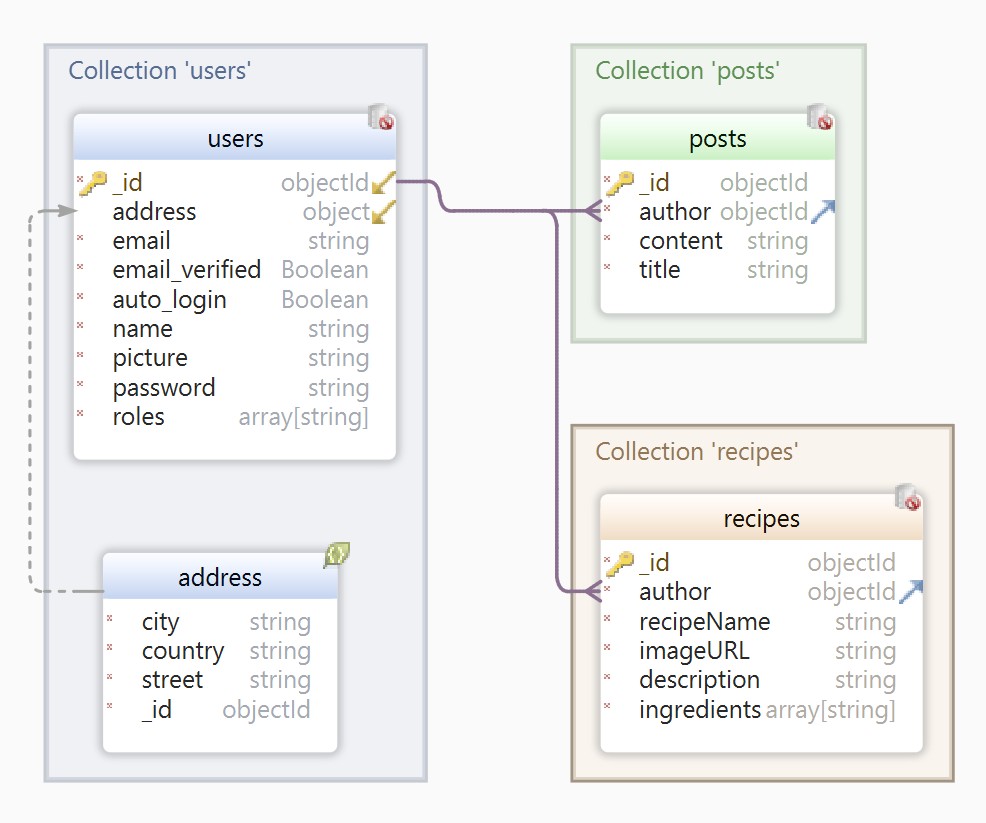 Collection 'users'
users
_id objectId
address object
email string
email_verified Boolean
auto_login Boolean
name string
picture string
password string
roles array[string]
address
city string
country string
street string
_id objectId
Collection 'posts'
posts
_id objectId
author objectId
content string
title string
Collection 'recipes'
recipes
_id objectId
author objectId
recipeName string
imageURL string
description string
ingredients array[string]